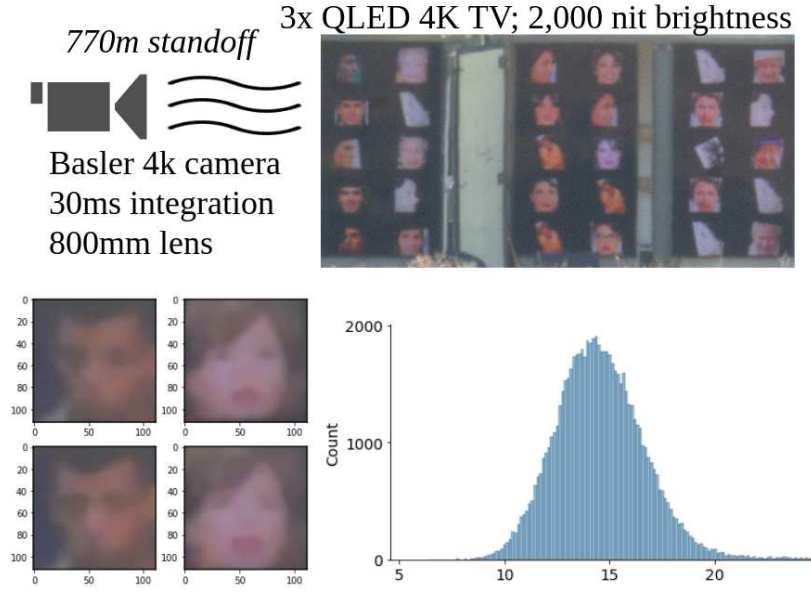 3x QLED 4K TV; 2,000 nit brightness
770m standoff
Basler 4k camera
30ms integration
800mm lens
0
20
40
60
80
100
0 50 100
0
20
40
60
80
100
0 50 100
0
20
40
60
80
100
0 50 100
0
20
40
60
80
100
0 50 100
2000
1000
0
Count
5 10 15 20